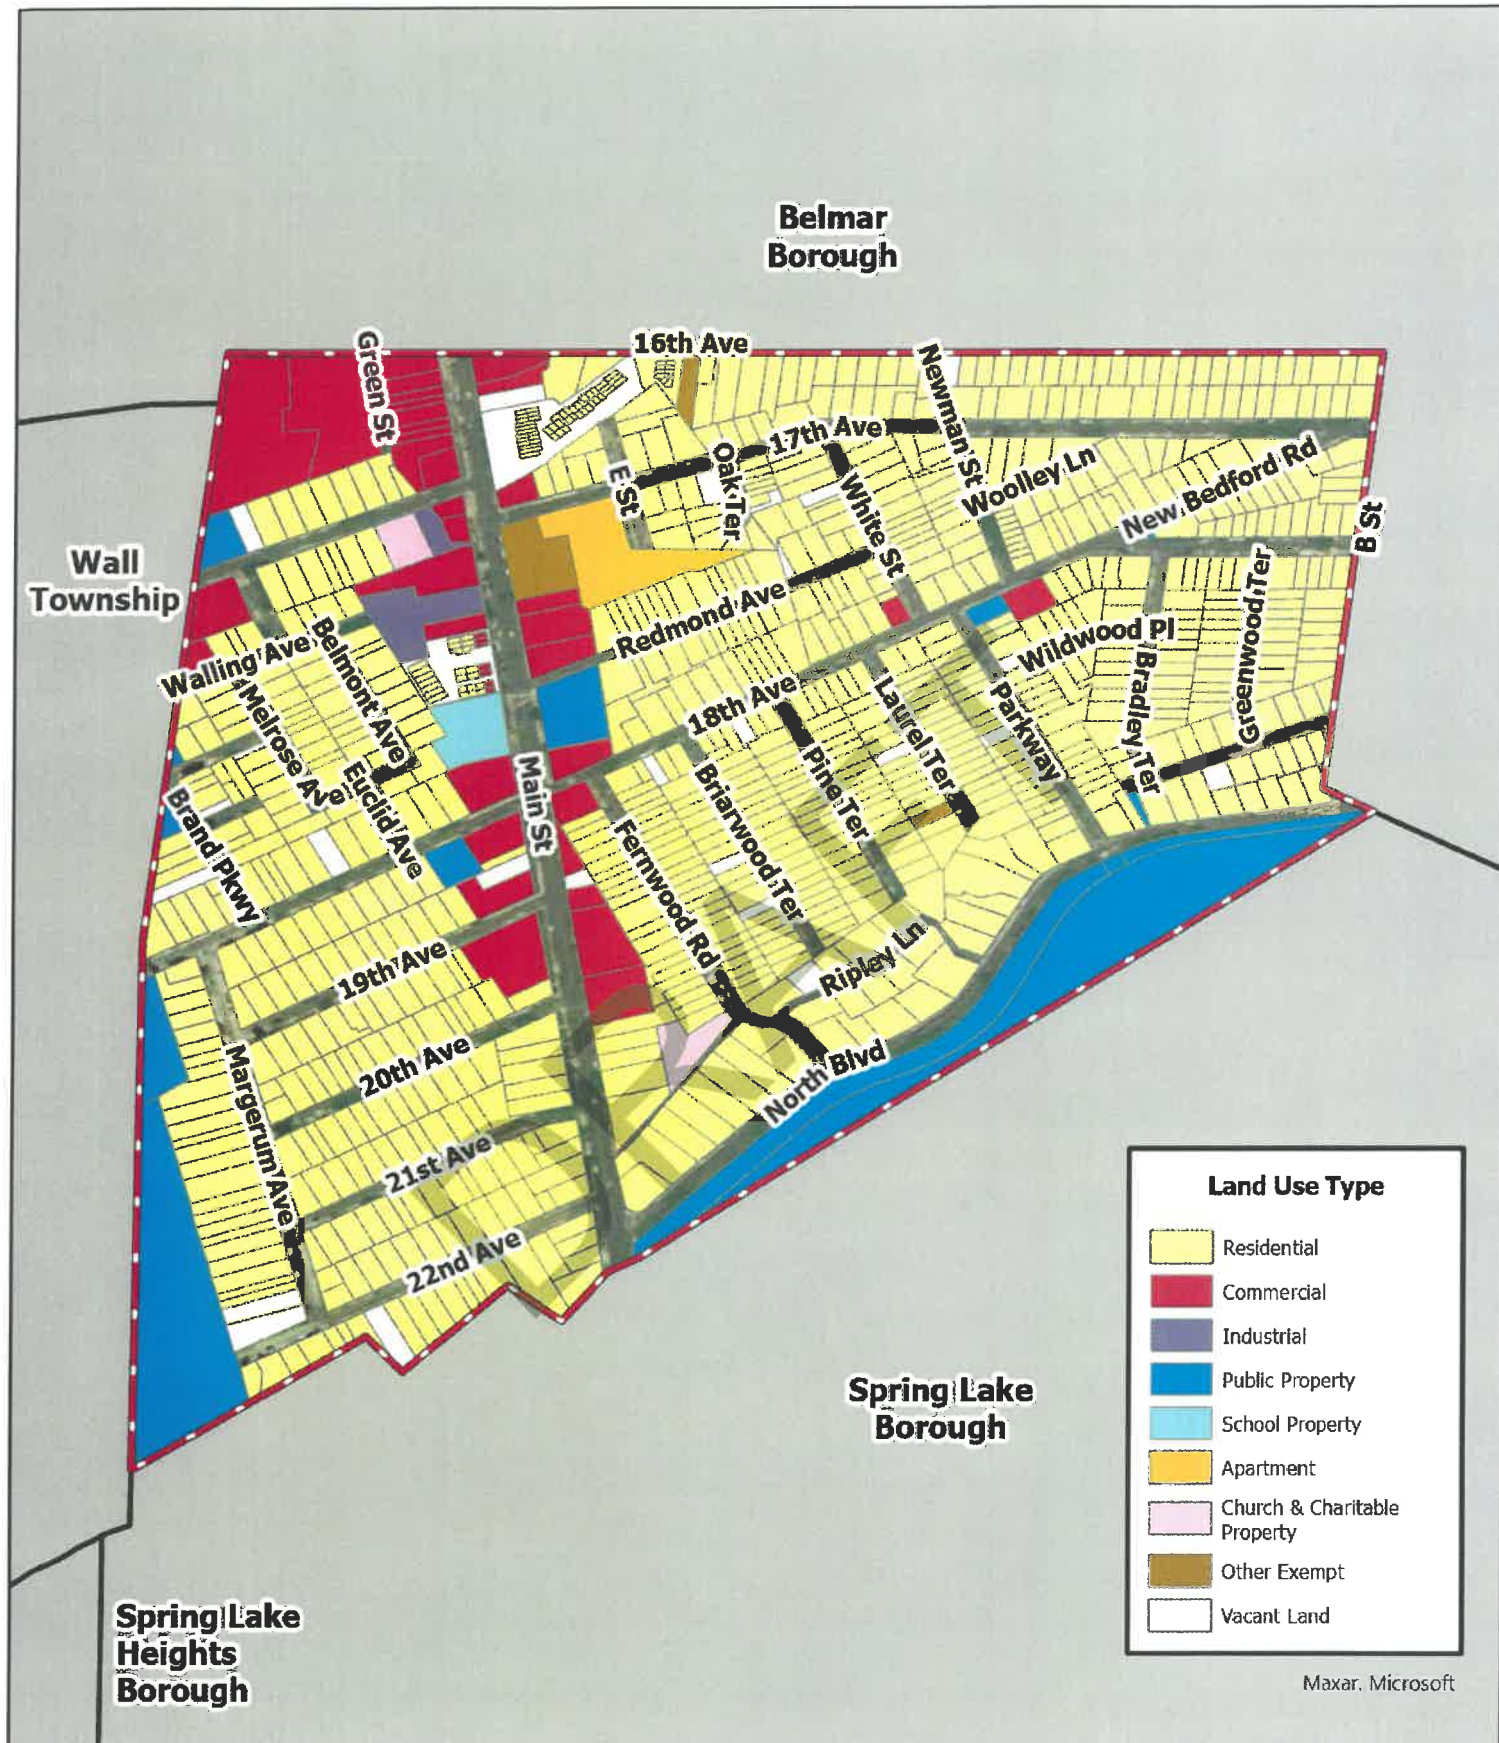 Belmar
Borough
16th Ave
Green St
Newman St
17th Ave
Oak Ter
E St
White St
Woolley Ln
New Bedford Rd
B St
Wall
Township
Redmond Ave
Walling Ave
Belmont Ave
Melrose Ave
Euclid Ave
Wildwood Pl
Bradley Ter
Greenwood Ter
18th Ave
Laurel Ter
Parkway
Pine Ter
Main St
Briarwood Ter
Fernwood Rd
Brand Pkwy
19th Ave
Ripley Ln
20th Ave
North Blvd
Margerum Ave
21st Ave
22nd Ave
Spring Lake
Borough
Spring Lake
Heights
Borough
Land Use Type
Residential
Commercial
Industrial
Public Property
School Property
Apartment
Church & Charitable
Property
Other Exempt
Vacant Land
Maxar, Microsoft